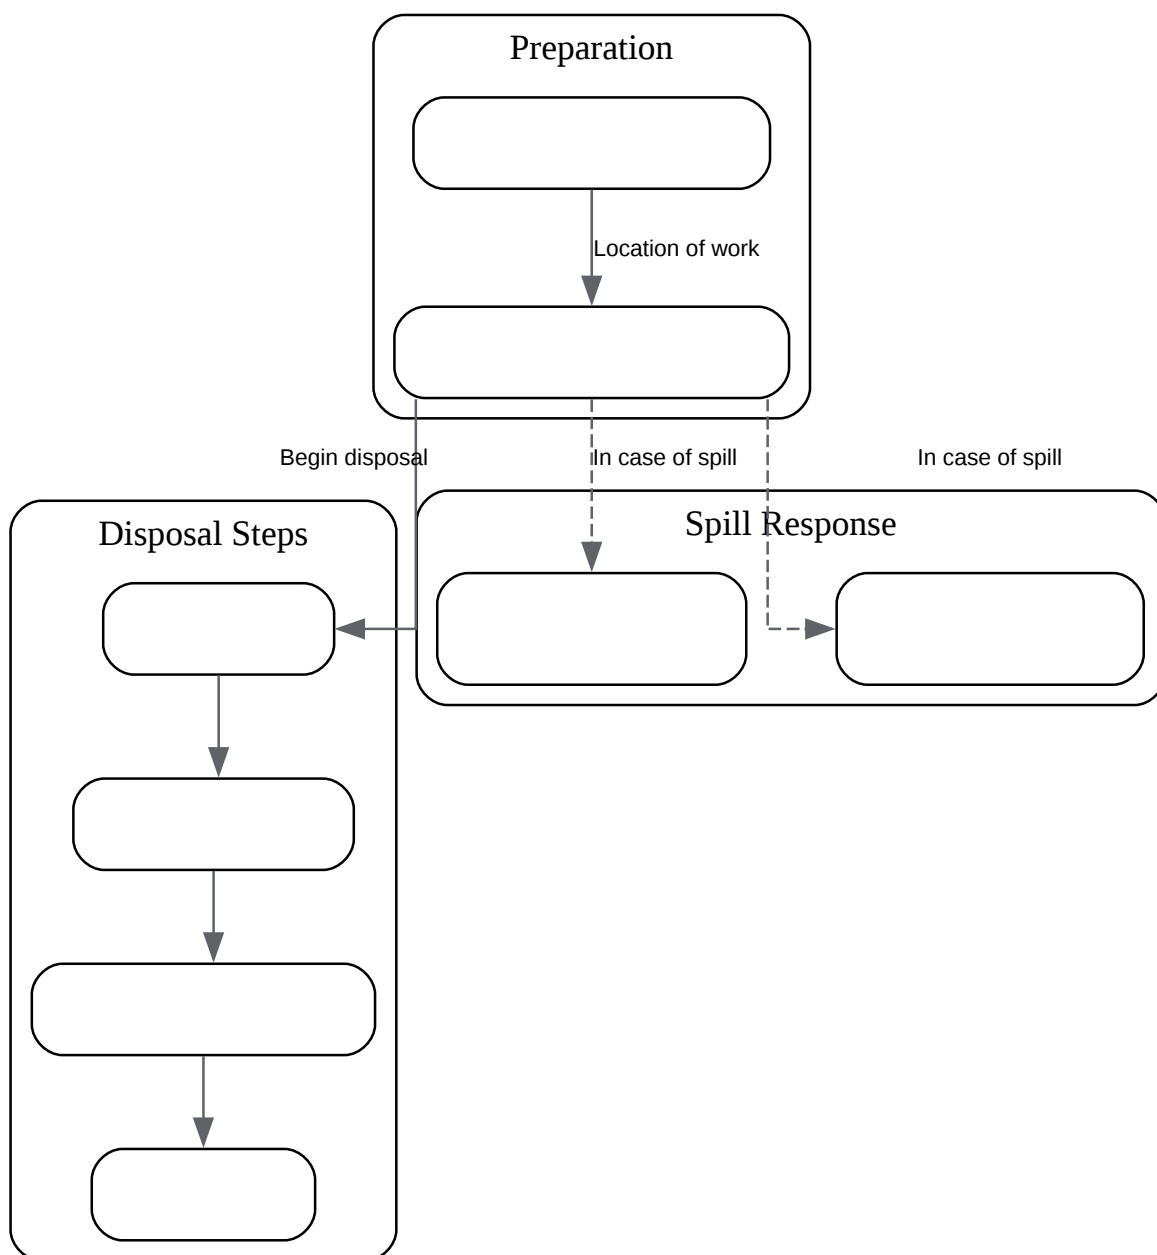 Preparation
Location of work
Begin disposal
In case of spill
In case of spill
Disposal Steps
Spill Response